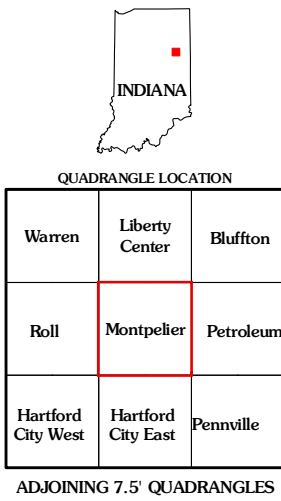 INDIANA
QUADRANGLE LOCATION
Warren
Liberty
Center
Bluffton
Roll
Montpelier
Petroleum
Hartford
City West
Hartford
City East
Pennville
ADJOINING 7.5' QUADRANGLES